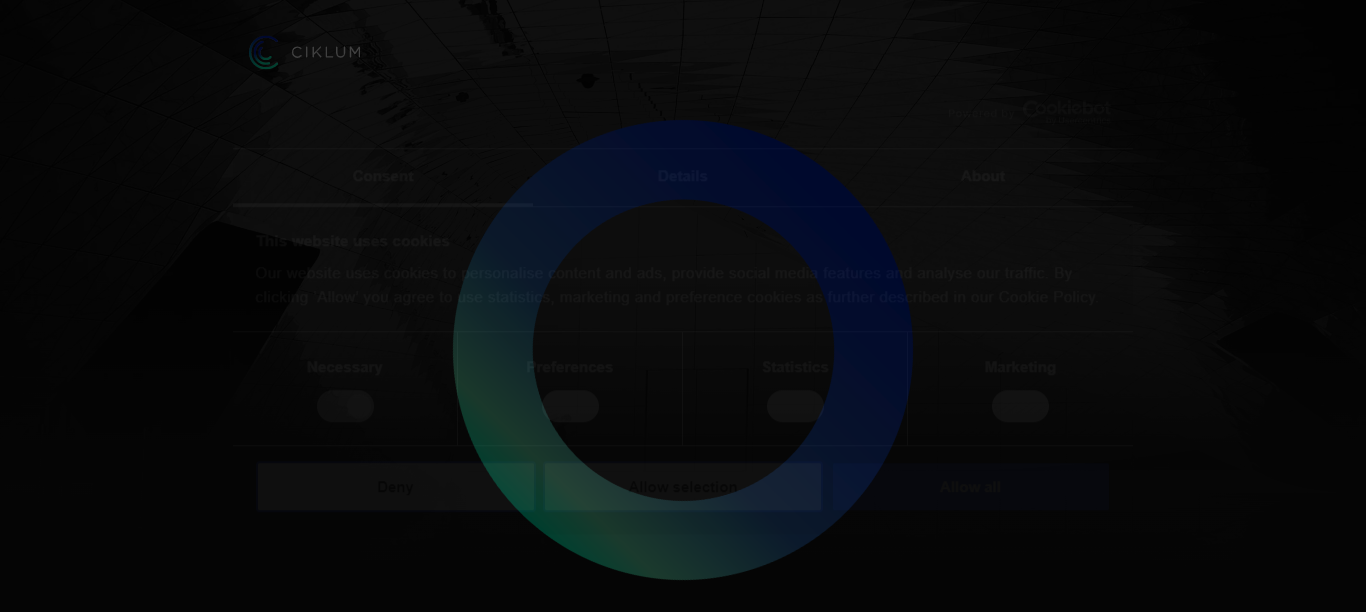 CIKLUM
Powered by Cookiebot
Consent
Details
About
This website uses cookies
Our website uses cookies to personalise content and ads, provide social media features and analyse our traffic. By
clicking 'Allow' you agree to use statistics, marketing and preference cookies as further described in our Cookie Policy
Necessary
Preferences
Statistics
Marketing
Deny
Allow selection
Allow all